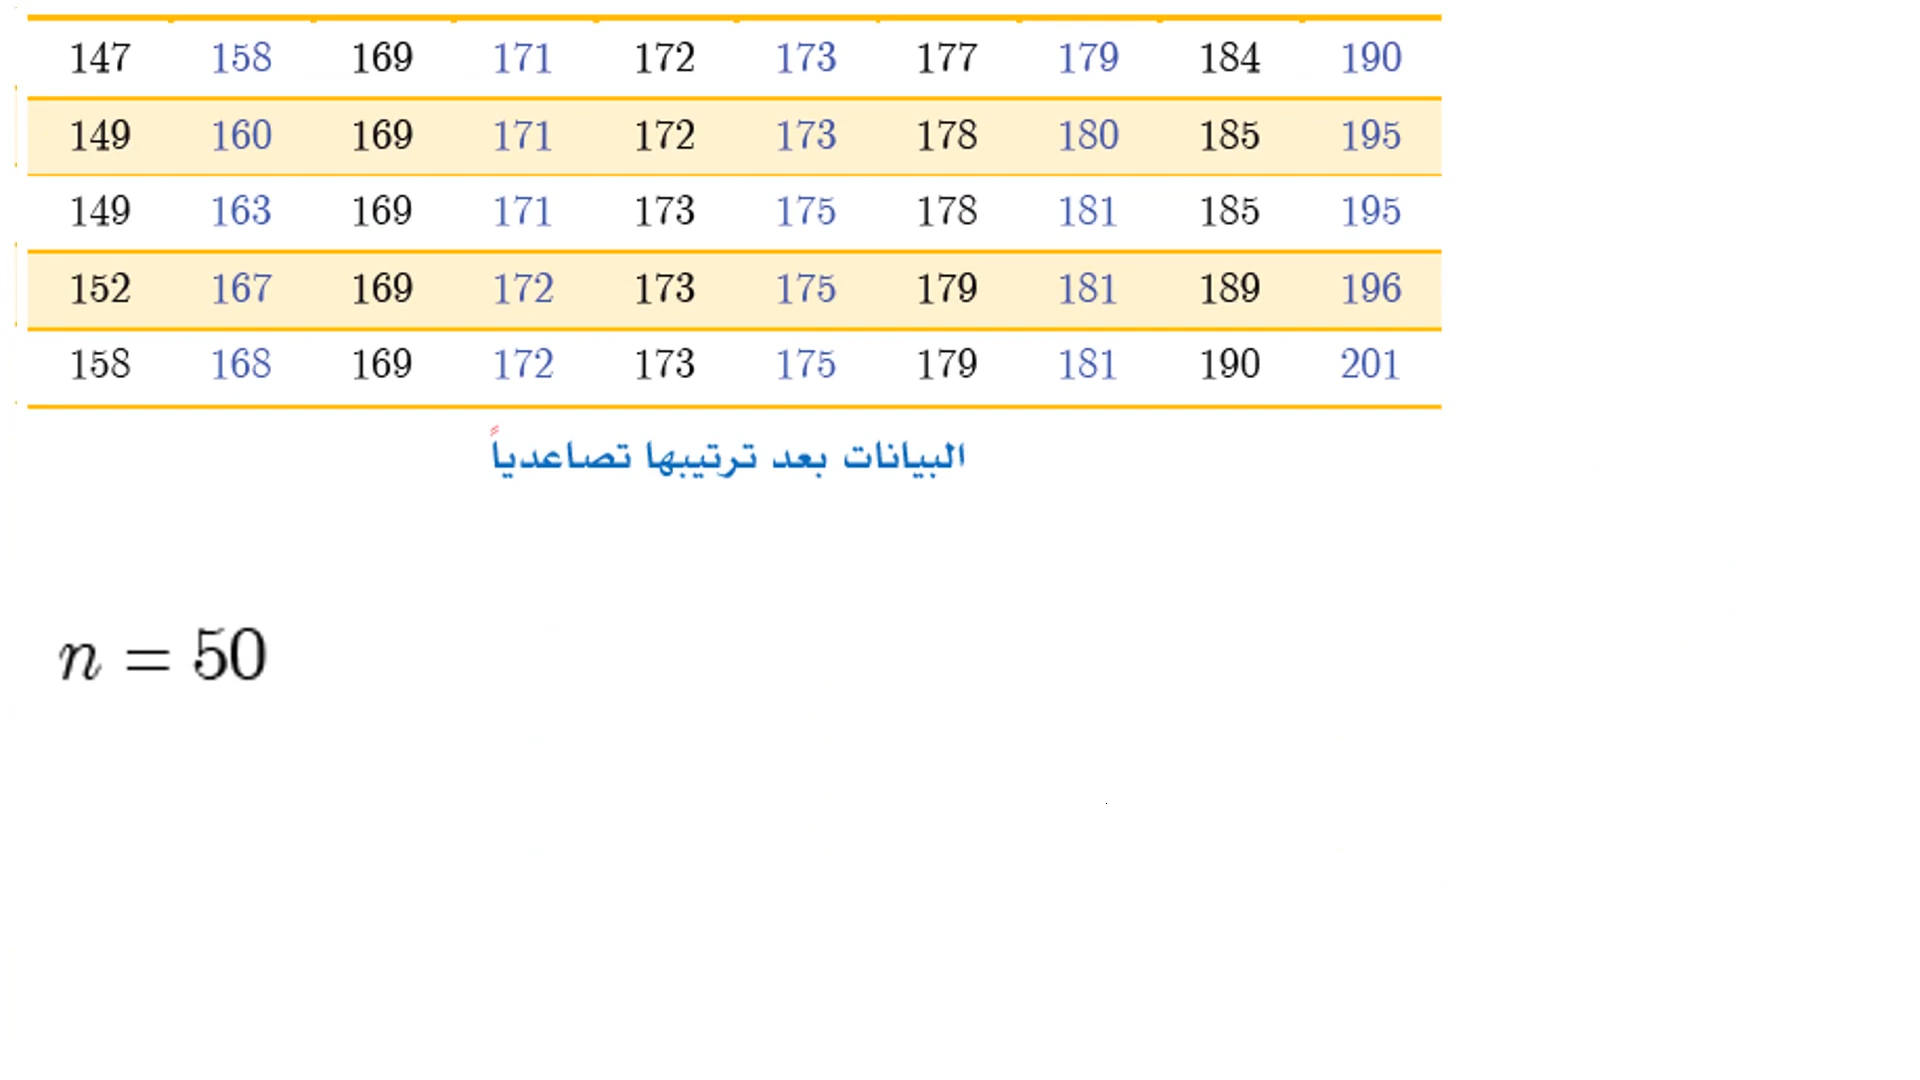 147 158 169 171 172 173 177 179 184 190
149 160 169 171 172 173 178 180 185 195
149 163 169 171 173 175 178 181 185 195
152 167 169 172 173 175 179 181 189 196
158 168 169 172 173 175 179 181 190 201
البيانات بعد ترتيبها تصاعدياً
n = 50